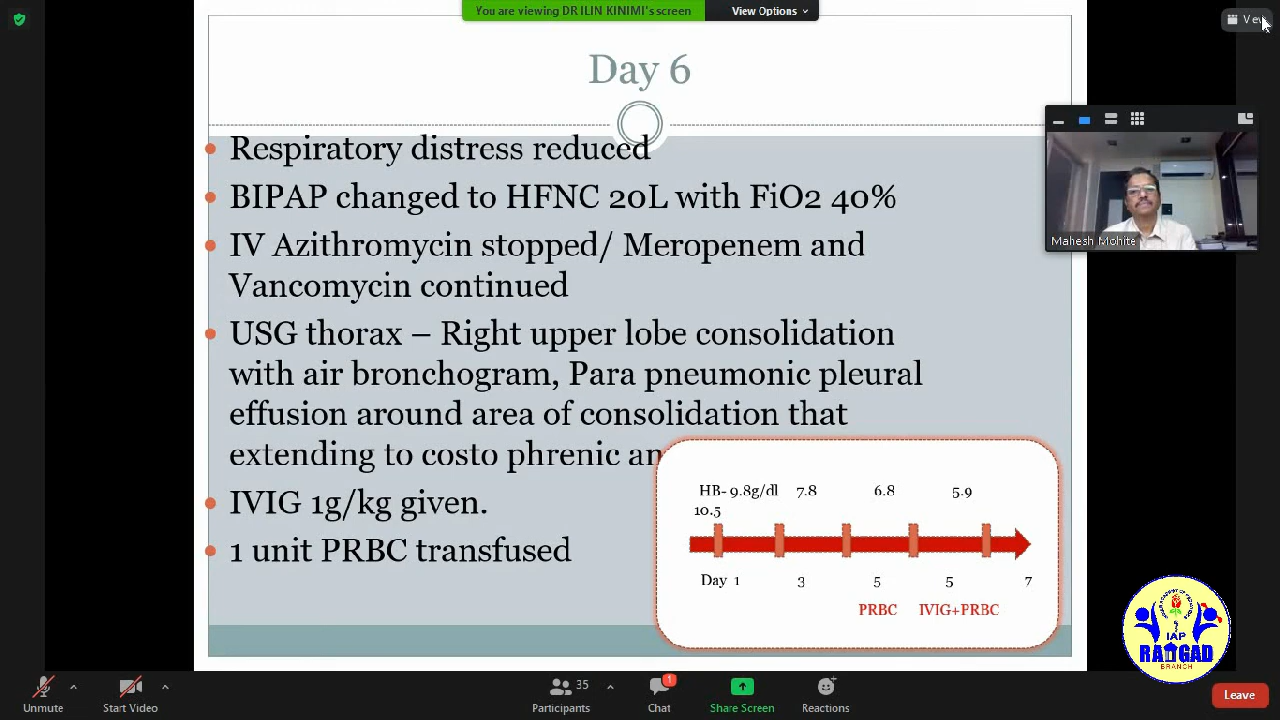 You are viewing DR ILIN KINIMI's screen
View Options
View
Day 6
Respiratory distress reduced
BIPAP changed to HFNC 20L with FiO2 40%
IV Azithromycin stopped/ Meropenem and
Vancomycin continued
USG thorax – Right upper lobe consolidation
with air bronchogram, Para pneumonic pleural
effusion around area of consolidation that
extending to costo phrenic an
IVIG 1g/kg given.
1 unit PRBC transfused
Mahesh Mohite
HB- 9.8g/dl 7.8 6.8 5.9
10.5
Day 1 3 5 5 7
PRBC IVIG+PRBC
IAP
RAIGAD
BRANCH
Unmute
Start Video
35
Participants
1
Chat
Share Screen
Reactions
Leave